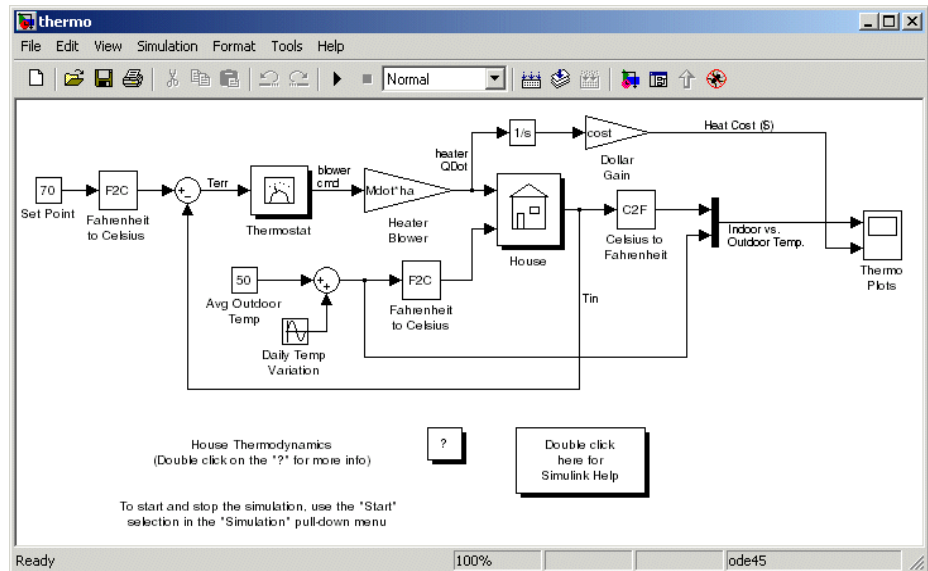 thermo
File Edit View Simulation Format Tools Help
Normal
1/s
cost
Heat Cost ($)
heater
QDot
Dollar
Gain
70
F2C
Terr
blower
cmd
Mdot*ha
C2F
Set Point
Fahrenheit
to Celsius
Thermostat
Heater
Blower
House
Celsius to
Fahrenheit
Indoor vs.
Outdoor Temp.
Thermo
Plots
50
F2C
Avg Outdoor
Temp
Fahrenheit
to Celsius
Tin
Daily Temp
Variation
House Thermodynamics
(Double click on the "?" for more info)
?
Double click
here for
Simulink Help
To start and stop the simulation, use the "Start"
selection in the "Simulation" pull-down menu
Ready
100%
ode45